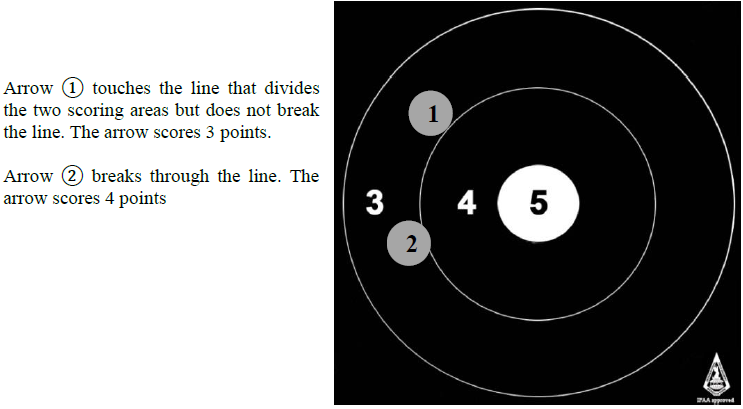 Arrow ① touches the line that divides
the two scoring areas but does not break
the line. The arrow scores 3 points.
Arrow ② breaks through the line. The
arrow scores 4 points
1
3 4 5
2
IFAA approved